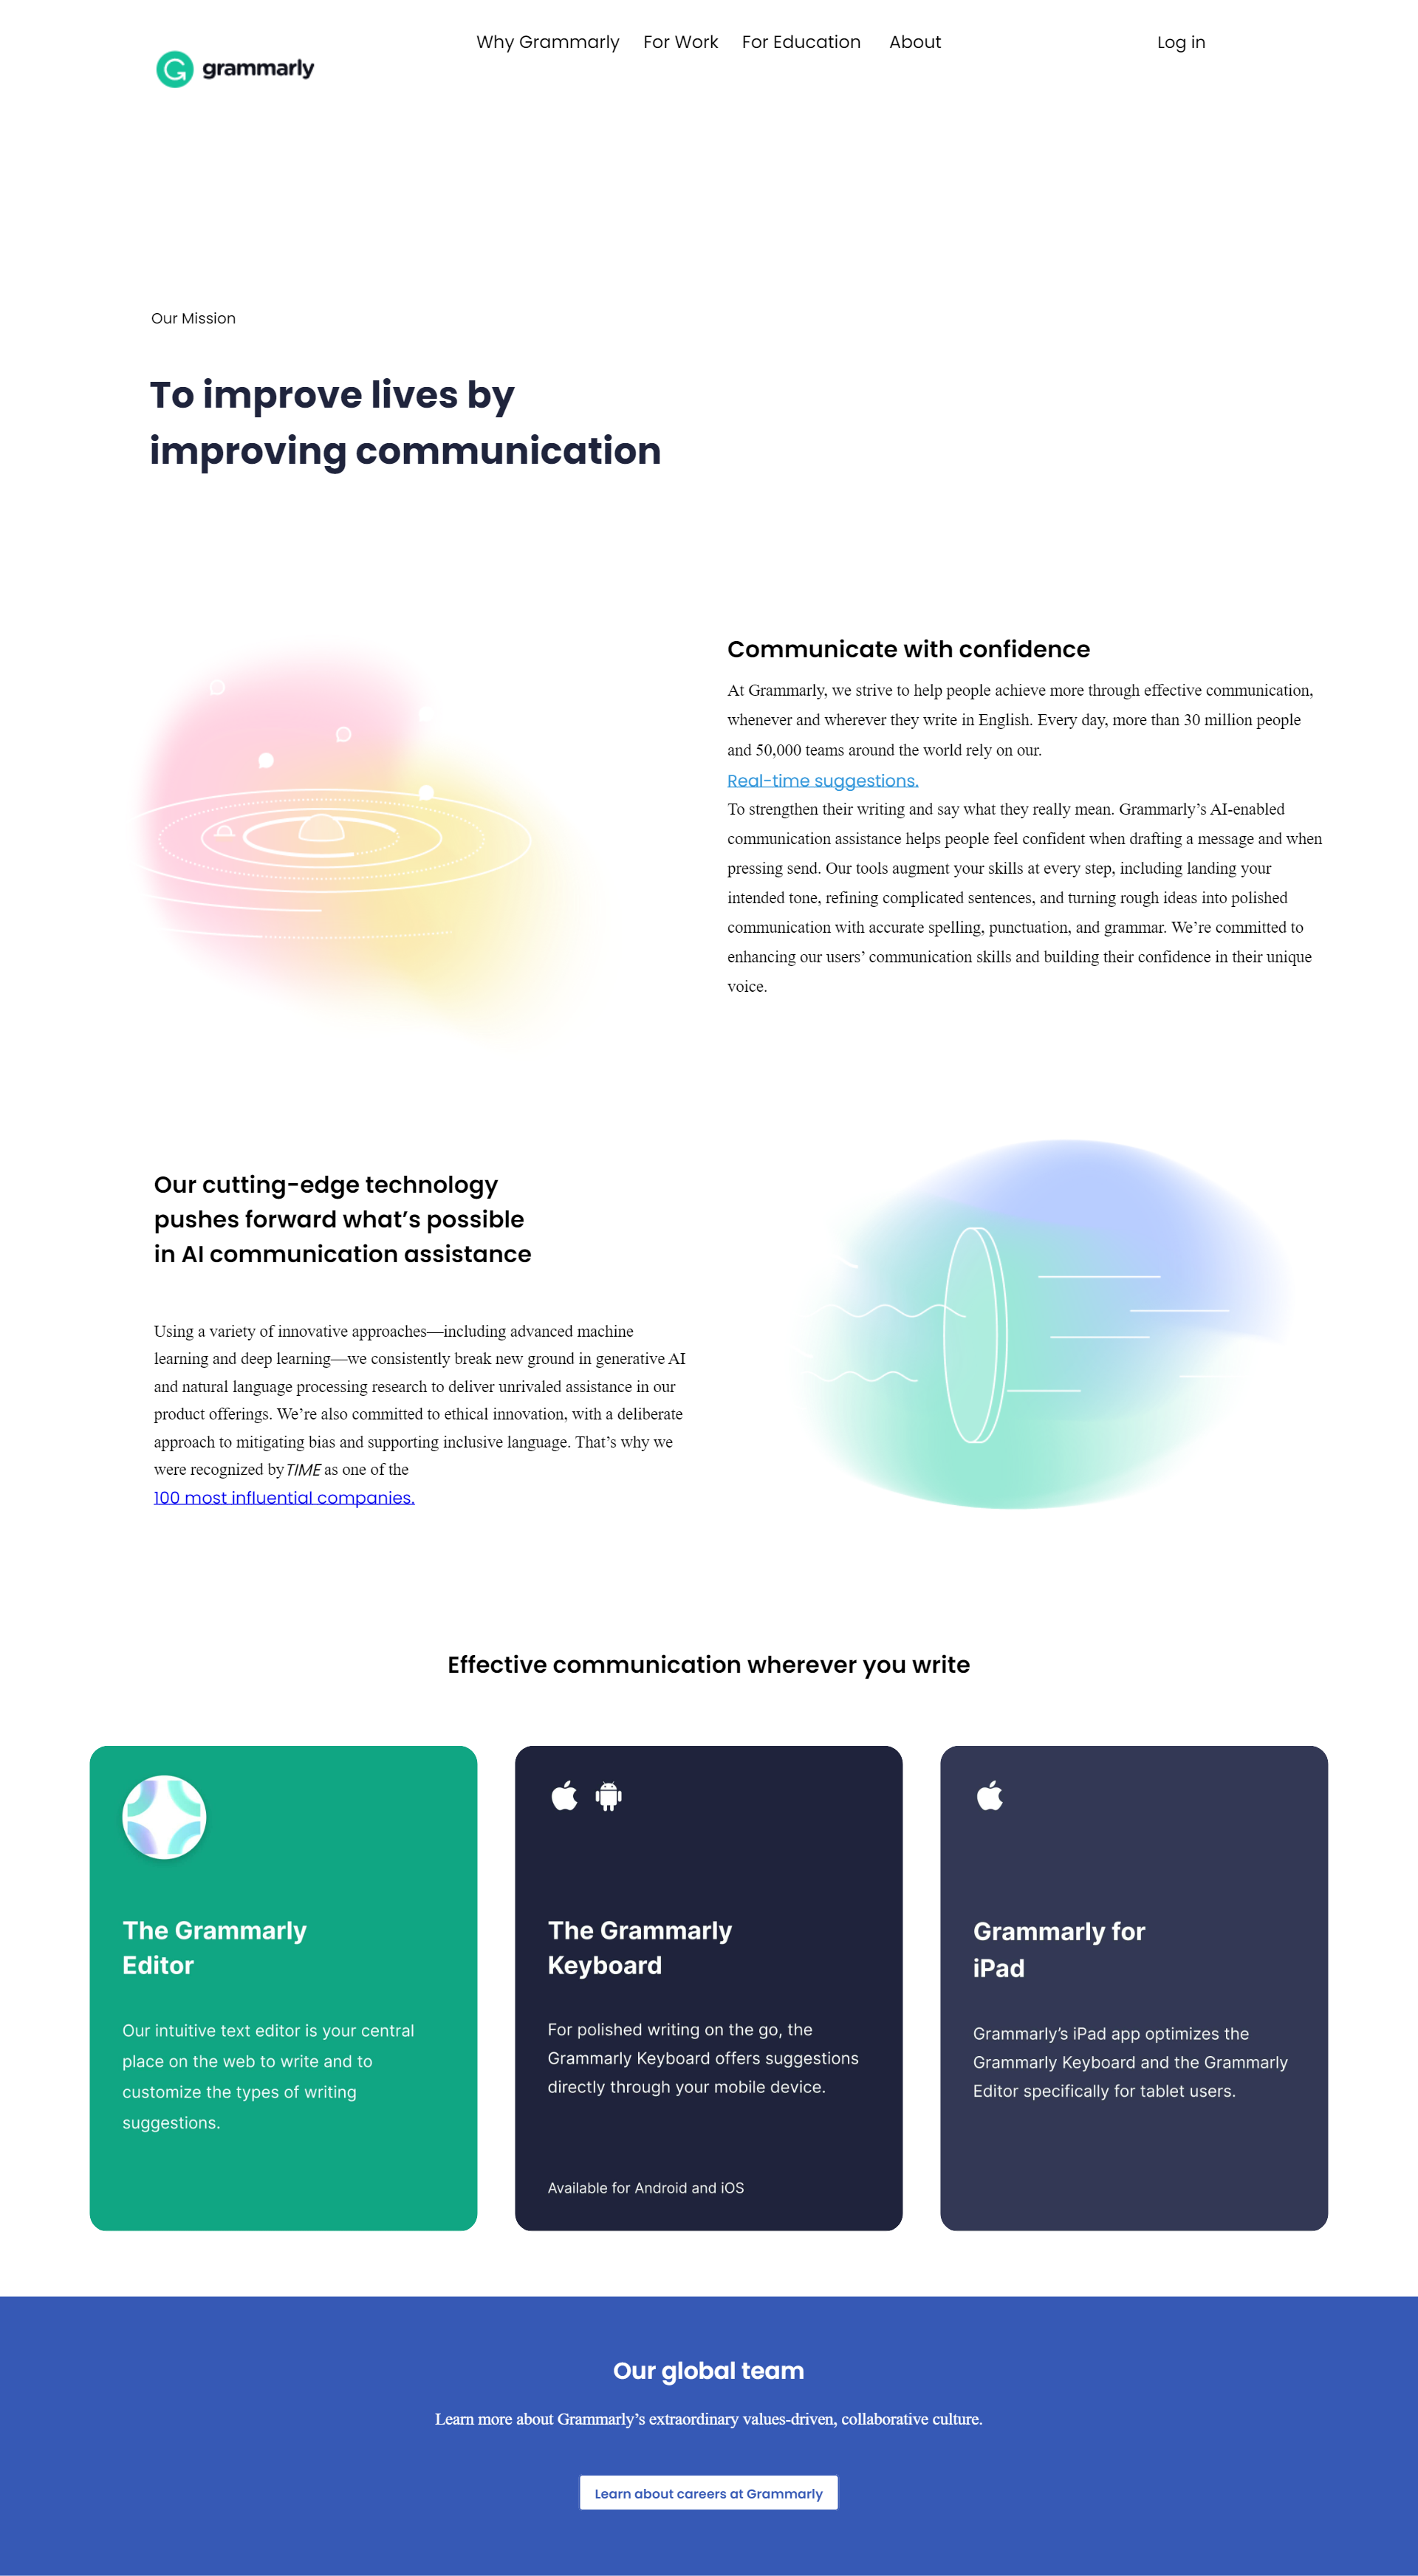 Why Grammarly For Work For Education About Log in
grammarly
Our Mission
To improve lives by
improving communication
Communicate with confidence
At Grammarly, we strive to help people achieve more through effective communication,
whenever and wherever they write in English. Every day, more than 30 million people
and 50,000 teams around the world rely on our.
Real-time suggestions.
To strengthen their writing and say what they really mean. Grammarly’s AI-enabled
communication assistance helps people feel confident when drafting a message and when
pressing send. Our tools augment your skills at every step, including landing your
intended tone, refining complicated sentences, and turning rough ideas into polished
communication with accurate spelling, punctuation, and grammar. We’re committed to
enhancing our users’ communication skills and building their confidence in their unique
voice.
Our cutting-edge technology
pushes forward what’s possible
in AI communication assistance
Using a variety of innovative approaches—including advanced machine
learning and deep learning—we consistently break new ground in generative AI
and natural language processing research to deliver unrivaled assistance in our
product offerings. We’re also committed to ethical innovation, with a deliberate
approach to mitigating bias and supporting inclusive language. That’s why we
were recognized by TIME as one of the
100 most influential companies.
Effective communication wherever you write
The Grammarly
Editor
Our intuitive text editor is your central
place on the web to write and to
customize the types of writing
suggestions.
The Grammarly
Keyboard
For polished writing on the go, the
Grammarly Keyboard offers suggestions
directly through your mobile device.
Available for Android and iOS
Grammarly for
iPad
Grammarly’s iPad app optimizes the
Grammarly Keyboard and the Grammarly
Editor specifically for tablet users.
Our global team
Learn more about Grammarly’s extraordinary values-driven, collaborative culture.
Learn about careers at Grammarly